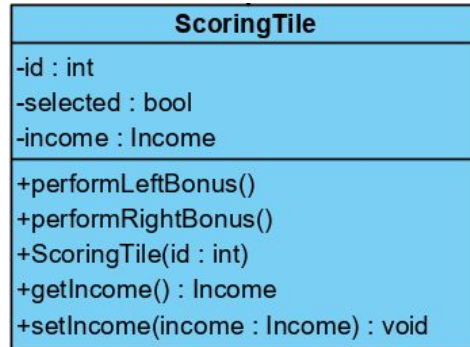 ScoringTile
-id : int
-selected : bool
-income : Income
+performLeftBonus()
+performRightBonus()
+ScoringTile(id : int)
+getIncome() : Income
+setIncome(income : Income) : void